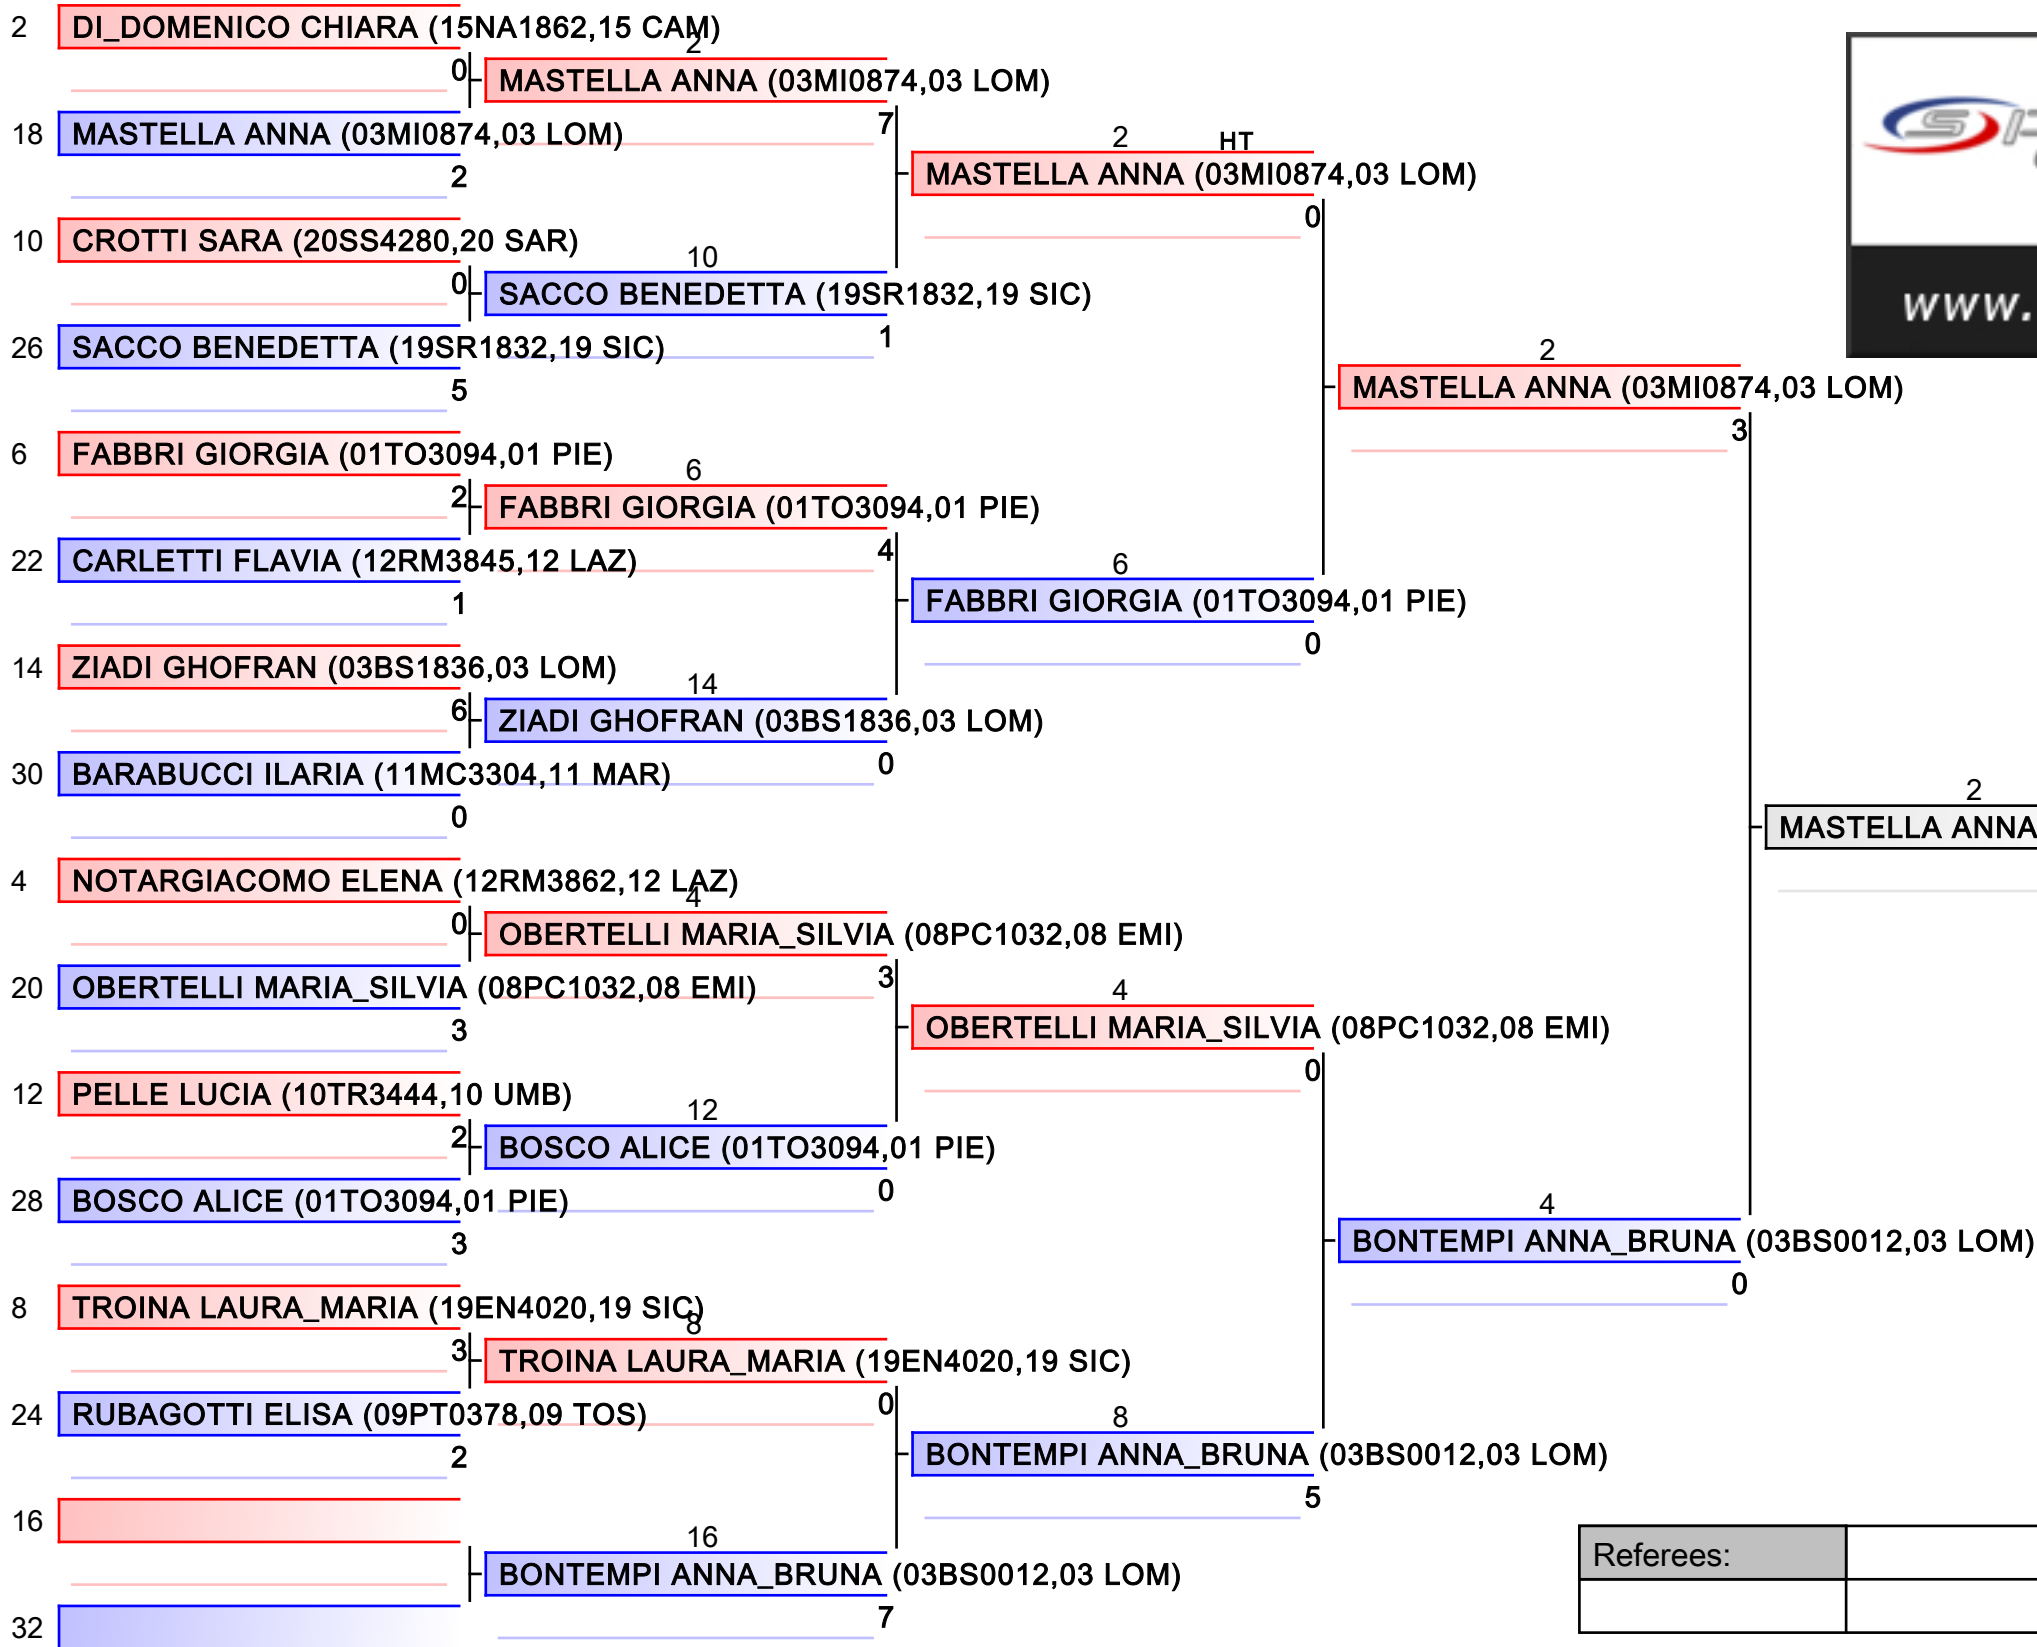 2 DI_DOMENICO CHIARA (15NA1862,15 CAM)
0
18 MASTELLA ANNA (03MI0874,03 LOM)
2
10 CROTTI SARA (20SS4280,20 SAR)
0
26 SACCO BENEDETTA (19SR1832,19 SIC)
5
6 FABBRI GIORGIA (01TO3094,01 PIE)
2
22 CARLETTI FLAVIA (12RM3845,12 LAZ)
1
14 ZIADI GHOFRAN (03BS1836,03 LOM)
6
30 BARABUCCI ILARIA (11MC3304,11 MAR)
0
4 NOTARGIACOMO ELENA (12RM3862,12 LAZ)
0
20 OBERTELLI MARIA_SILVIA (08PC1032,08 EMI)
3
12 PELLE LUCIA (10TR3444,10 UMB)
2
28 BOSCO ALICE (01TO3094,01 PIE)
3
8 TROINA LAURA_MARIA (19EN4020,19 SIC)
3
24 RUBAGOTTI ELISA (09PT0378,09 TOS)
2
16
32
2
MASTELLA ANNA (03MI0874,03 LOM)
7
10
SACCO BENEDETTA (19SR1832,19 SIC)
1
6
FABBRI GIORGIA (01TO3094,01 PIE)
4
14
ZIADI GHOFRAN (03BS1836,03 LOM)
0
4
OBERTELLI MARIA_SILVIA (08PC1032,08 EMI)
3
12
BOSCO ALICE (01TO3094,01 PIE)
0
8
TROINA LAURA_MARIA (19EN4020,19 SIC)
0
16
BONTEMPI ANNA_BRUNA (03BS0012,03 LOM)
7
2 HT
MASTELLA ANNA (03MI0874,03 LOM)
0
6
FABBRI GIORGIA (01TO3094,01 PIE)
0
4
OBERTELLI MARIA_SILVIA (08PC1032,08 EMI)
0
8
BONTEMPI ANNA_BRUNA (03BS0012,03 LOM)
5
2
MASTELLA ANNA (03MI0874,03 LOM)
3
4
BONTEMPI ANNA_BRUNA (03BS0012,03 LOM)
0
2
MASTELLA ANNA
www.
Referees: